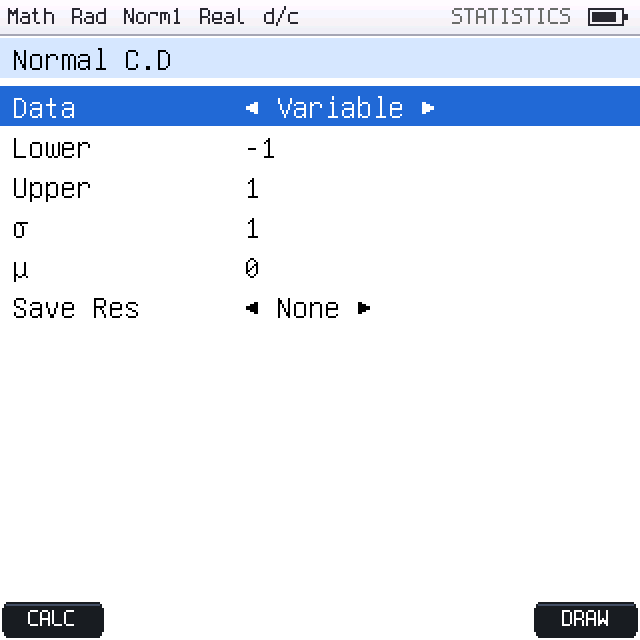 Math Rad Norm1 Real d/c STATISTICS
Normal C.D
Data ◄ Variable ►
Lower -1
Upper 1
σ 1
μ 0
Save Res ◄ None ►
CALC DRAW